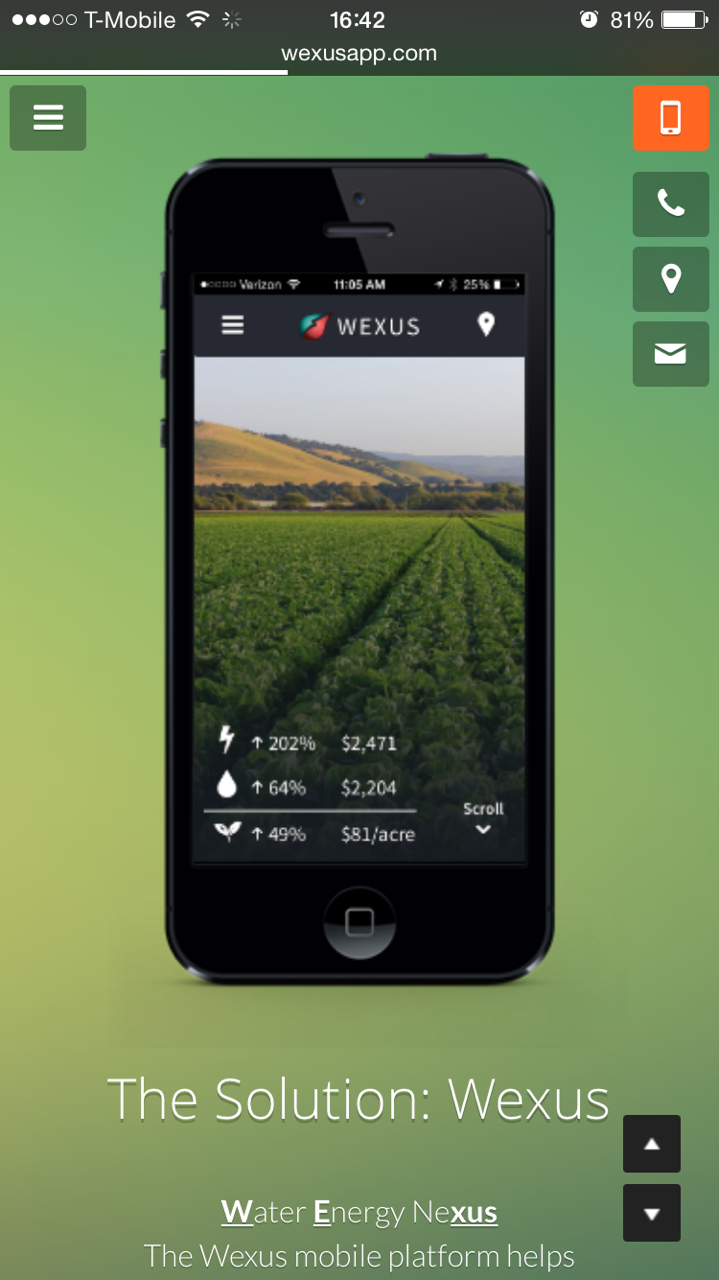 T-Mobile 16:42 81%
wexusapp.com
Verizon 11:05 AM 25%
WEXUS
↑ 202% $2,471
↑ 64% $2,204
Scroll
↑ 49% $81/acre
The Solution: Wexus
Water Energy Nexus
The Wexus mobile platform helps